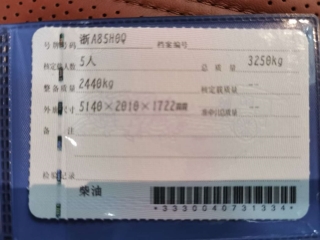 号牌号码 浙A85H0Q 档案编号
核定载人数 5人 总质量 3250kg
整备质量 2440kg 核定载质量 --
外廓尺寸 5140×2010×1722mm 准牵引总质量 --
备注
检验记录
柴油
*3330040731334*